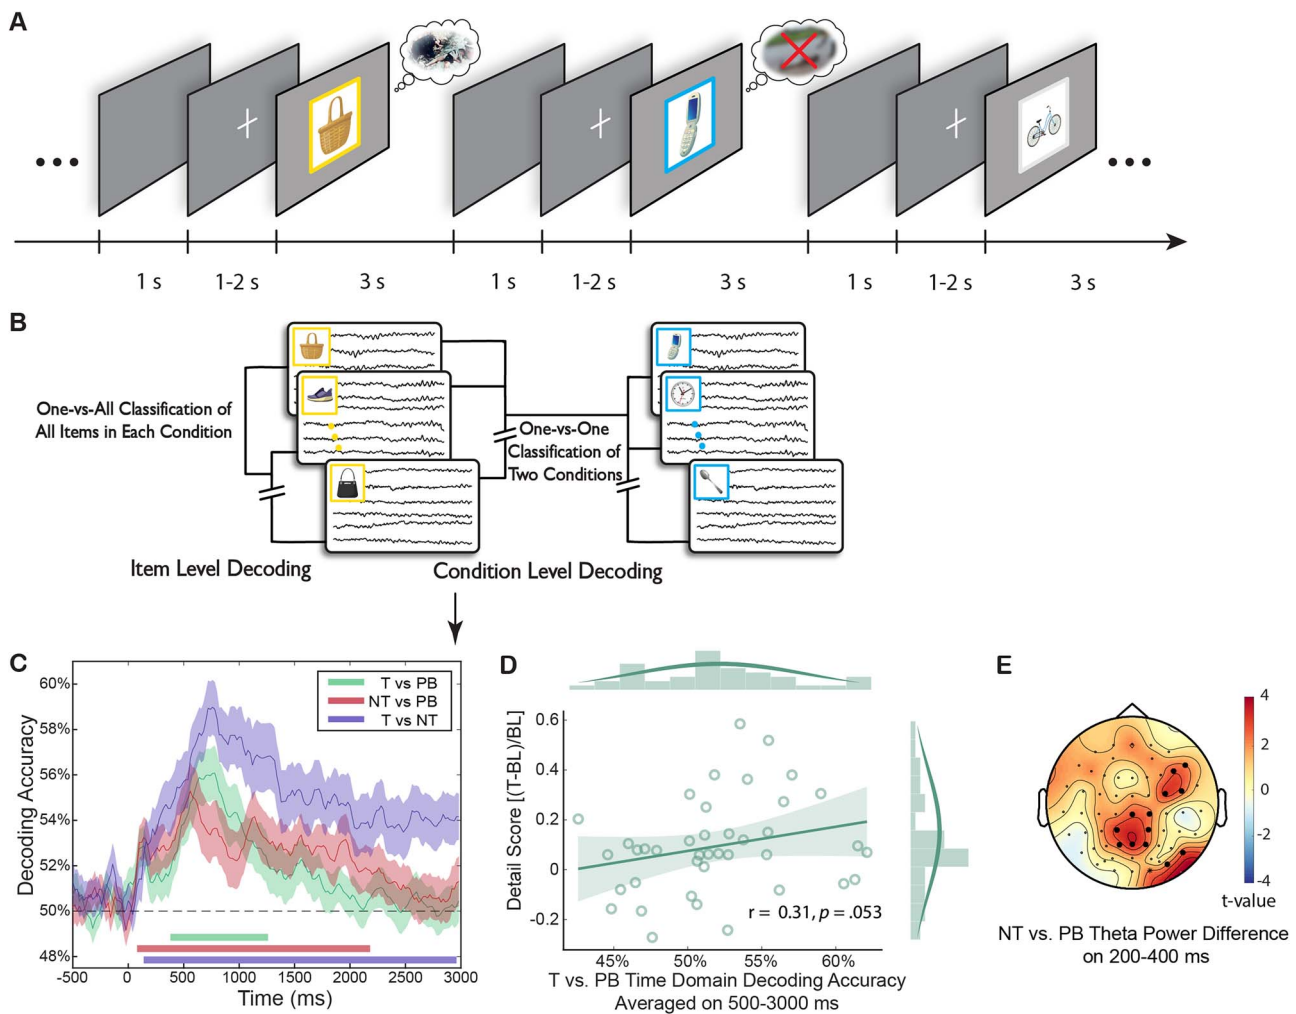 A
1 s
1-2 s
3 s
1 s
1-2 s
3 s
1 s
1-2 s
3 s
B
One-vs-All Classification of
All Items in Each Condition
One-vs-One
Classification of
Two Conditions
Item Level Decoding
Condition Level Decoding
C
Decoding Accuracy
60%
58%
56%
54%
52%
50%
48%
T vs PB
NT vs PB
T vs NT
-500
0
500
1000
1500
2000
2500
3000
Time (ms)
D
Detail Score [(T-BL)/BL]
0.6
0.4
0.2
0
-0.2
r = 0.31, p = .053
45%
50%
55%
60%
T vs. PB Time Domain Decoding Accuracy
Averaged on 500-3000 ms
E
4
2
0
-2
-4
t-value
NT vs. PB Theta Power Difference
on 200-400 ms